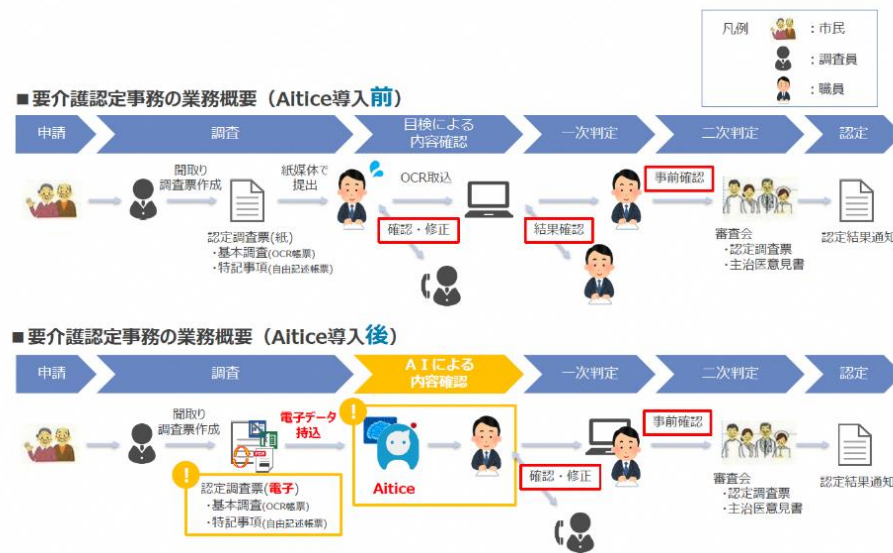 凡例
：市民
：調査員
：職員
■要介護認定事務の業務概要（Aitice導入前）
申請
調査
目検による
内容確認
一次判定
二次判定
認定
聞取り
調査票作成
紙媒体で
提出
OCR取込
事前確認
確認・修正
結果確認
認定調査票(紙)
・基本調査(OCR帳票)
・特記事項(自由記述帳票)
審査会
・認定調査票
・主治医意見書
認定結果通知
■要介護認定事務の業務概要（Aitice導入後）
申請
調査
ＡＩによる
内容確認
一次判定
二次判定
認定
聞取り
調査票作成
電子データ
持込
事前確認
PDF
Aitice
確認・修正
認定調査票(電子)
・基本調査(OCR帳票)
・特記事項(自由記述帳票)
審査会
・認定調査票
・主治医意見書
認定結果通知